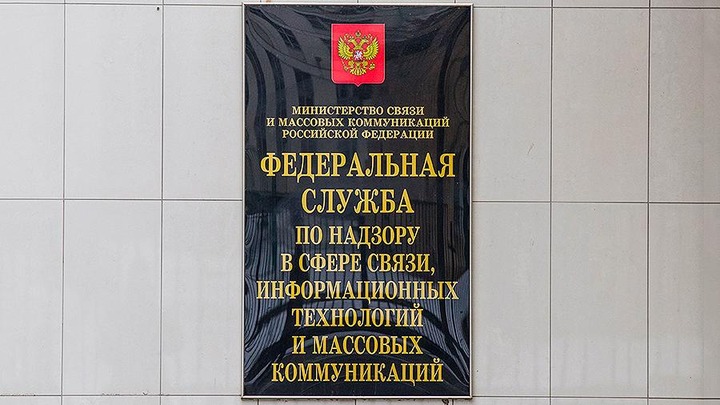 МИНИСТЕРСТВО СВЯЗИ
И МАССОВЫХ КОММУНИКАЦИЙ
РОССИЙСКОЙ ФЕДЕРАЦИИ
ФЕДЕРАЛЬНАЯ
СЛУЖБА
ПО НАДЗОРУ
В СФЕРЕ СВЯЗИ,
ИНФОРМАЦИОННЫХ
ТЕХНОЛОГИЙ
И МАССОВЫХ
КОММУНИКАЦИЙ